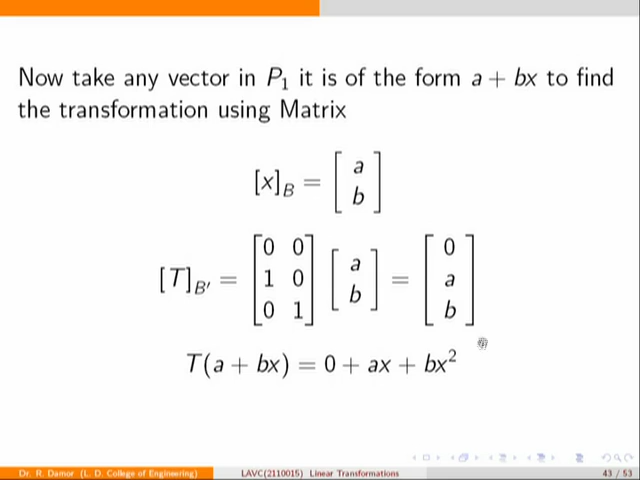 Now take any vector in P₁ it is of the form a + bx to find
the transformation using Matrix
[x]_B = [a; b]
[T]_B′ = [0 0; 1 0; 0 1] [a; b] = [0; a; b]
T(a + bx) = 0 + ax + bx²
Dr. R. Damor (L. D. College of Engineering) LAVC(2110015) Linear Transformations 43 / 53